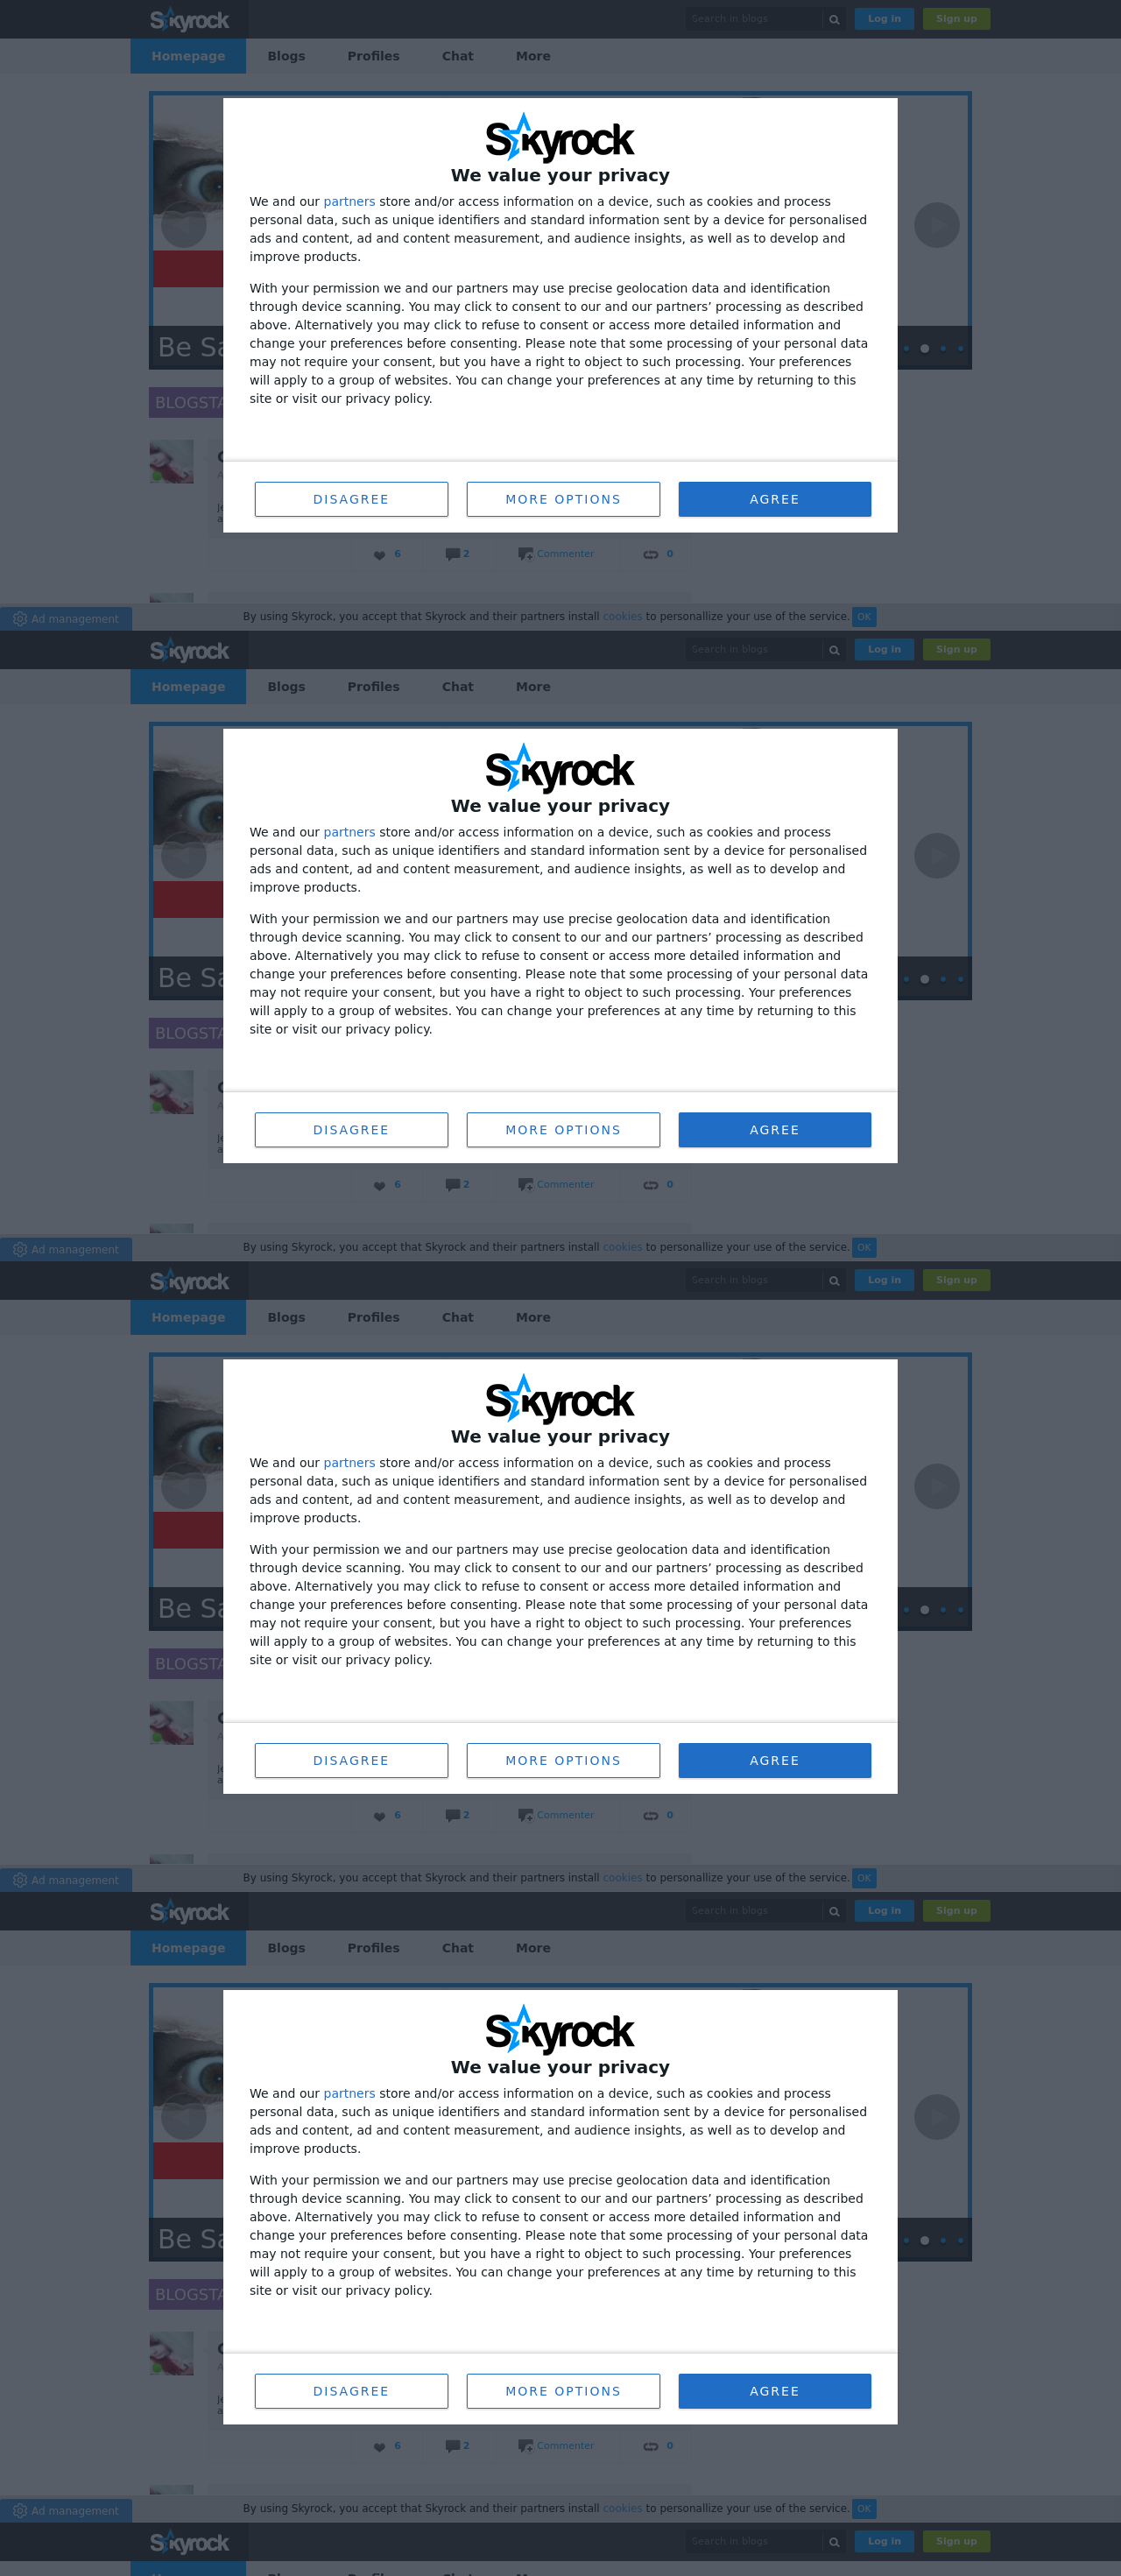 Skyrock
Search in blogs
Log in
Sign up
Homepage
Blogs
Profiles
Chat
More
Skyrock
We value your privacy
We and our partners store and/or access information on a device, such as cookies and process
personal data, such as unique identifiers and standard information sent by a device for personalised
ads and content, ad and content measurement, and audience insights, as well as to develop and
improve products.
With your permission we and our partners may use precise geolocation data and identification
through device scanning. You may click to consent to our and our partners’ processing as described
above. Alternatively you may click to refuse to consent or access more detailed information and
change your preferences before consenting. Please note that some processing of your personal data
may not require your consent, but you have a right to object to such processing. Your preferences
will apply to a group of websites. You can change your preferences at any time by returning to this
site or visit our privacy policy.
Be Sa
BLOGSTA
DISAGREE
MORE OPTIONS
AGREE
6
2
Commenter
0
Ad management
By using Skyrock, you accept that Skyrock and their partners install cookies to personallize your use of the service.
OK
Skyrock
Search in blogs
Log in
Sign up
Homepage
Blogs
Profiles
Chat
More
Skyrock
We value your privacy
We and our partners store and/or access information on a device, such as cookies and process
personal data, such as unique identifiers and standard information sent by a device for personalised
ads and content, ad and content measurement, and audience insights, as well as to develop and
improve products.
With your permission we and our partners may use precise geolocation data and identification
through device scanning. You may click to consent to our and our partners’ processing as described
above. Alternatively you may click to refuse to consent or access more detailed information and
change your preferences before consenting. Please note that some processing of your personal data
may not require your consent, but you have a right to object to such processing. Your preferences
will apply to a group of websites. You can change your preferences at any time by returning to this
site or visit our privacy policy.
Be Sa
BLOGSTA
DISAGREE
MORE OPTIONS
AGREE
6
2
Commenter
0
Ad management
By using Skyrock, you accept that Skyrock and their partners install cookies to personallize your use of the service.
OK
Skyrock
Search in blogs
Log in
Sign up
Homepage
Blogs
Profiles
Chat
More
Skyrock
We value your privacy
We and our partners store and/or access information on a device, such as cookies and process
personal data, such as unique identifiers and standard information sent by a device for personalised
ads and content, ad and content measurement, and audience insights, as well as to develop and
improve products.
With your permission we and our partners may use precise geolocation data and identification
through device scanning. You may click to consent to our and our partners’ processing as described
above. Alternatively you may click to refuse to consent or access more detailed information and
change your preferences before consenting. Please note that some processing of your personal data
may not require your consent, but you have a right to object to such processing. Your preferences
will apply to a group of websites. You can change your preferences at any time by returning to this
site or visit our privacy policy.
Be Sa
BLOGSTA
DISAGREE
MORE OPTIONS
AGREE
6
2
Commenter
0
Ad management
By using Skyrock, you accept that Skyrock and their partners install cookies to personallize your use of the service.
OK
Skyrock
Search in blogs
Log in
Sign up
Homepage
Blogs
Profiles
Chat
More
Skyrock
We value your privacy
We and our partners store and/or access information on a device, such as cookies and process
personal data, such as unique identifiers and standard information sent by a device for personalised
ads and content, ad and content measurement, and audience insights, as well as to develop and
improve products.
With your permission we and our partners may use precise geolocation data and identification
through device scanning. You may click to consent to our and our partners’ processing as described
above. Alternatively you may click to refuse to consent or access more detailed information and
change your preferences before consenting. Please note that some processing of your personal data
may not require your consent, but you have a right to object to such processing. Your preferences
will apply to a group of websites. You can change your preferences at any time by returning to this
site or visit our privacy policy.
Be Sa
BLOGSTA
DISAGREE
MORE OPTIONS
AGREE
6
2
Commenter
0
Ad management
By using Skyrock, you accept that Skyrock and their partners install cookies to personallize your use of the service.
OK
Skyrock
Search in blogs
Log in
Sign up